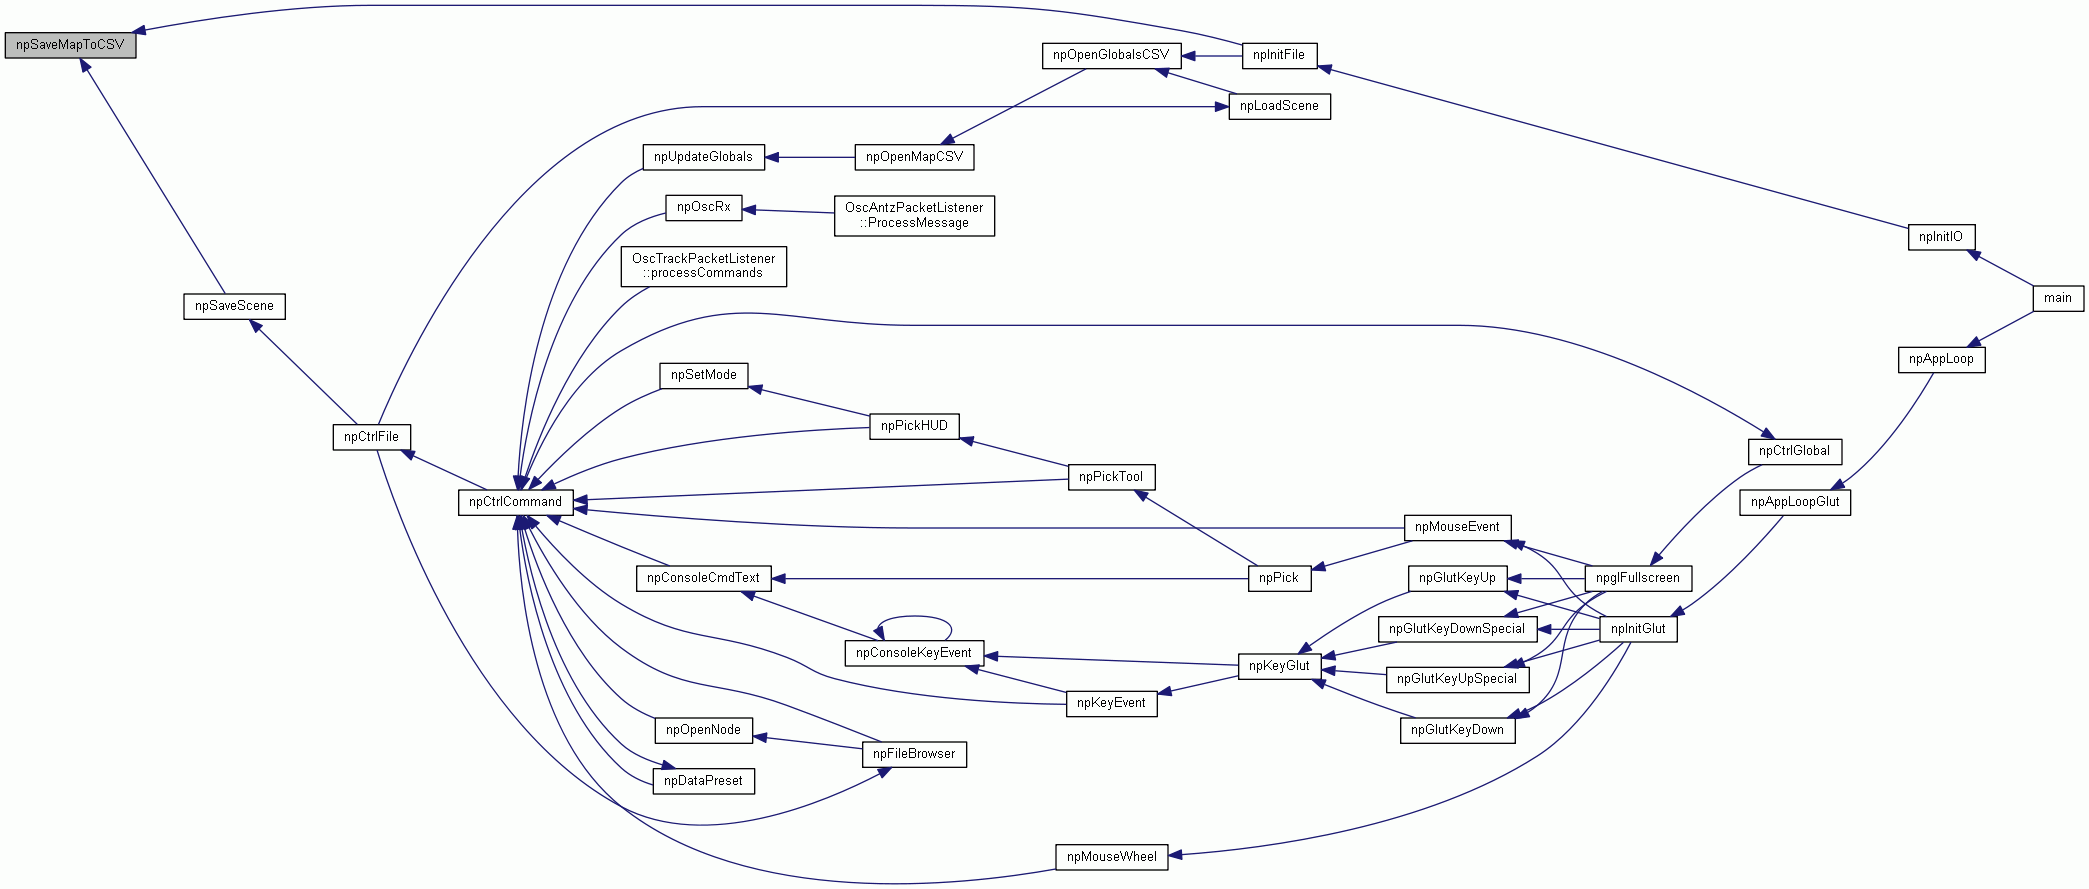 npSaveMapToCSV
npOpenGlobalsCSV
npInitFile
npLoadScene
npUpdateGlobals
npOpenMapCSV
npOscRx
OscAntzPacketListener
::ProcessMessage
npInitIO
OscTrackPacketListener
::processCommands
npSaveScene
main
npSetMode
npAppLoop
npPickHUD
npCtrlFile
npCtrlGlobal
npPickTool
npCtrlCommand
npAppLoopGlut
npMouseEvent
npConsoleCmdText
npPick
npGlutKeyUp
npglFullscreen
npGlutKeyDownSpecial
npInitGlut
npConsoleKeyEvent
npKeyGlut
npGlutKeyUpSpecial
npKeyEvent
npOpenNode
npGlutKeyDown
npFileBrowser
npDataPreset
npMouseWheel